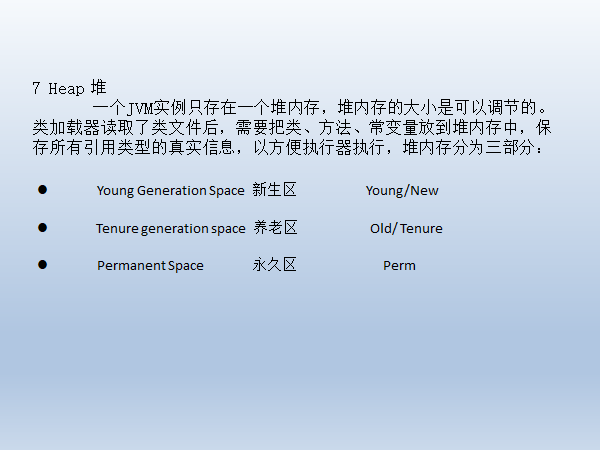 7 Heap 堆
一个JVM实例只存在一个堆内存，堆内存的大小是可以调节的。
类加载器读取了类文件后，需要把类、方法、常变量放到堆内存中，保
存所有引用类型的真实信息，以方便执行器执行，堆内存分为三部分：
● Young Generation Space 新生区 Young/New
● Tenure generation space 养老区 Old/ Tenure
● Permanent Space 永久区 Perm